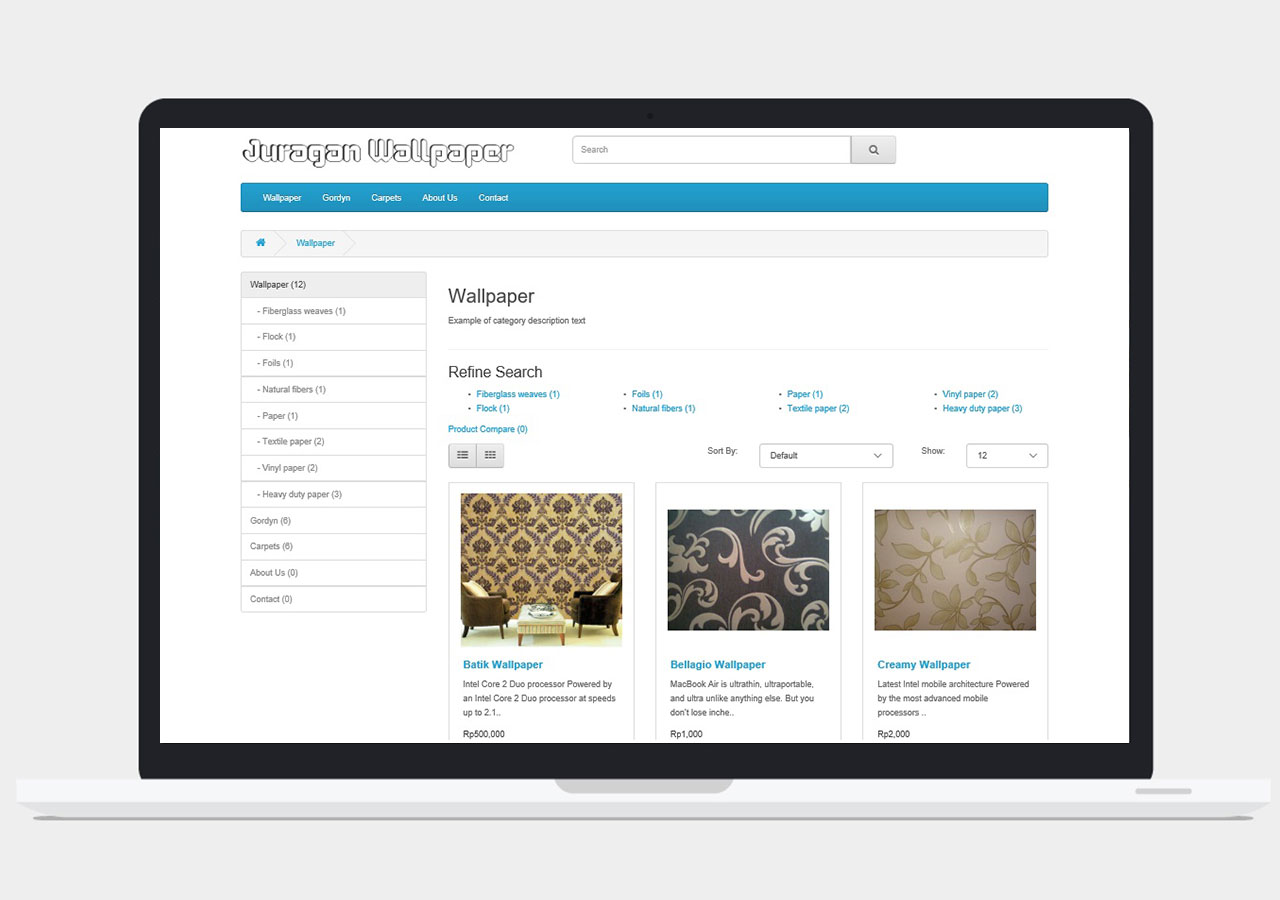 Juragan Wallpaper
Search
Wallpaper Gordyn Carpets About Us Contact
Wallpaper
Wallpaper (12)
- Fiberglass weaves (1)
- Flock (1)
- Foils (1)
- Natural fibers (1)
- Paper (1)
- Textile paper (2)
- Vinyl paper (2)
- Heavy duty paper (3)
Gordyn (6)
Carpets (6)
About Us (0)
Contact (0)
Wallpaper
Example of category description text
Refine Search
• Fiberglass weaves (1)
• Flock (1)
• Foils (1)
• Natural fibers (1)
• Paper (1)
• Textile paper (2)
• Vinyl paper (2)
• Heavy duty paper (3)
Product Compare (0)
Sort By: Default Show: 12
Batik Wallpaper
Intel Core 2 Duo processor Powered by
an Intel Core 2 Duo processor at speeds
up to 2.1..
Rp500,000
Bellagio Wallpaper
MacBook Air is ultrathin, ultraportable,
and ultra unlike anything else. But you
don't lose inche..
Rp1,000
Creamy Wallpaper
Latest Intel mobile architecture Powered
by the most advanced mobile
processors ..
Rp2,000